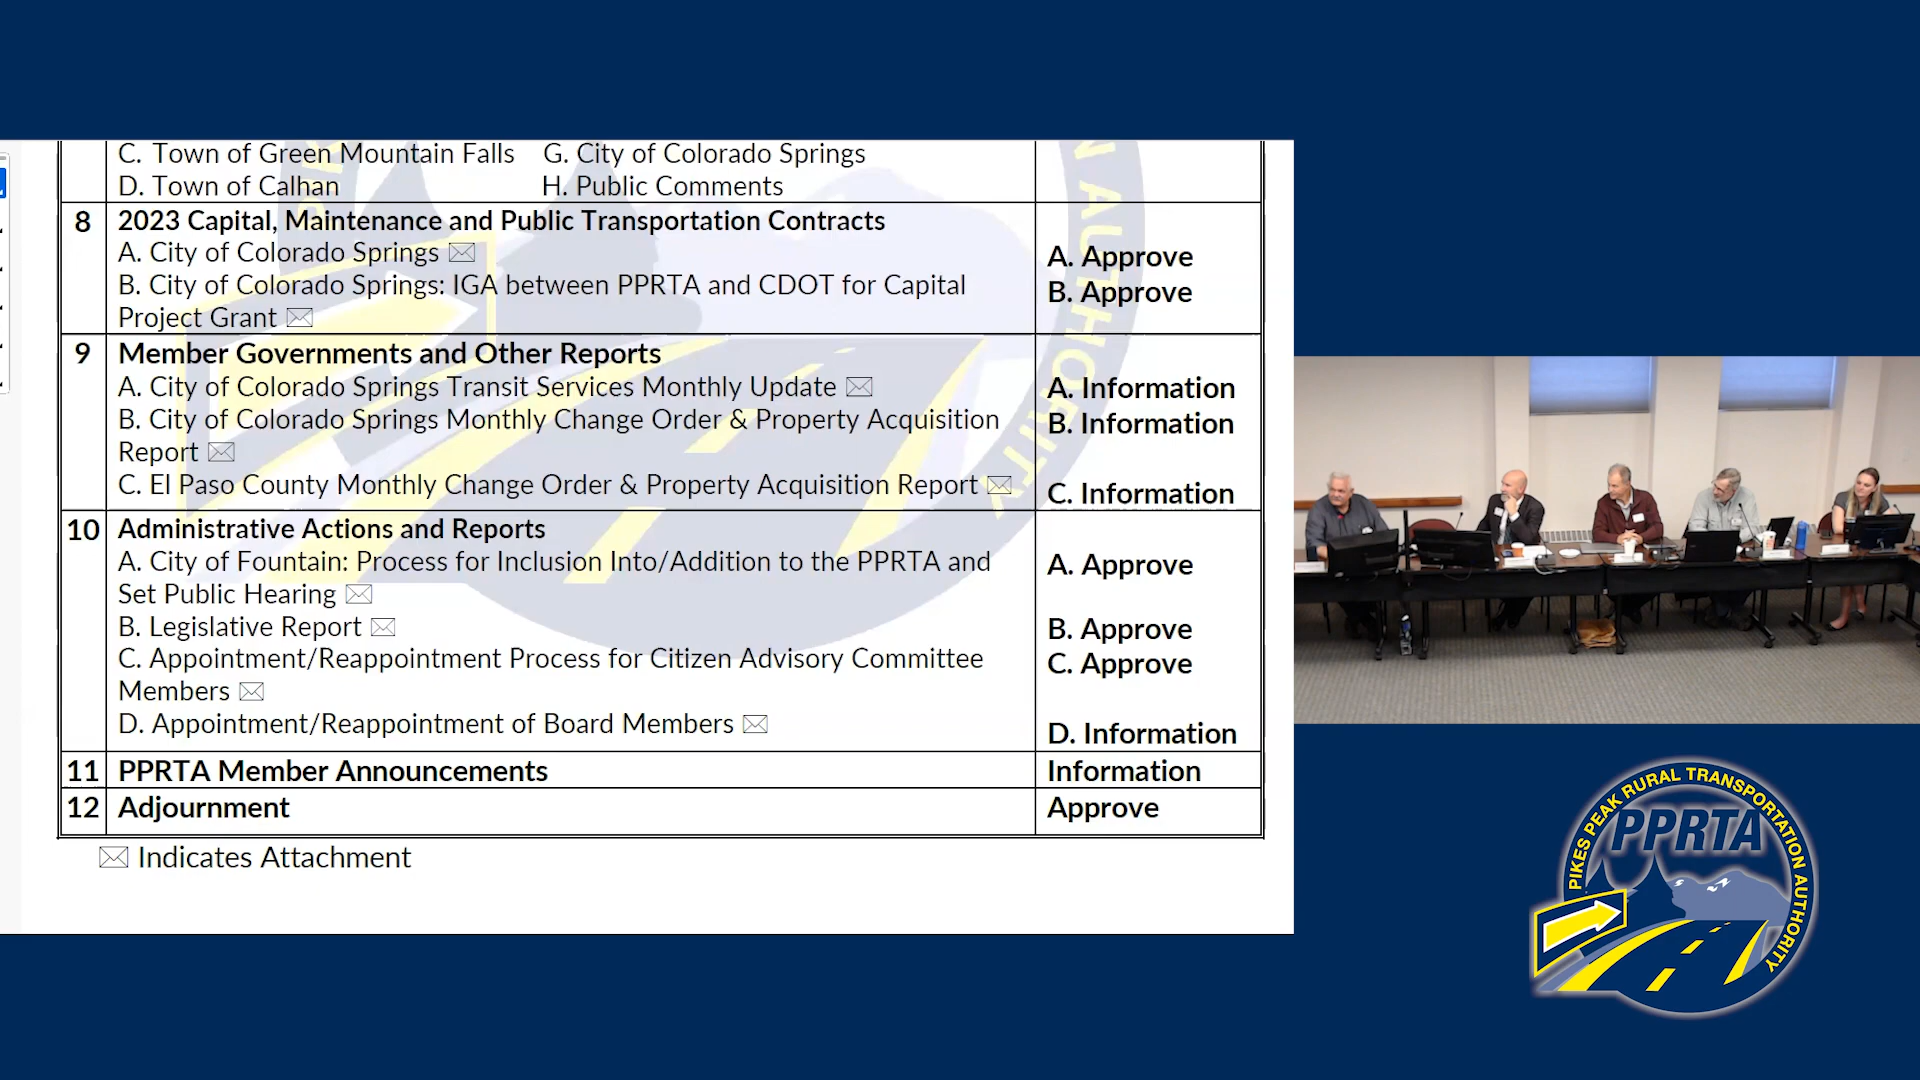 C. Town of Green Mountain Falls G. City of Colorado Springs
D. Town of Calhan H. Public Comments
8 2023 Capital, Maintenance and Public Transportation Contracts
A. City of Colorado Springs ✉ A. Approve
B. City of Colorado Springs: IGA between PPRTA and CDOT for Capital B. Approve
Project Grant ✉
9 Member Governments and Other Reports
A. City of Colorado Springs Transit Services Monthly Update ✉ A. Information
B. City of Colorado Springs Monthly Change Order & Property Acquisition B. Information
Report ✉
C. El Paso County Monthly Change Order & Property Acquisition Report ✉ C. Information
10 Administrative Actions and Reports
A. City of Fountain: Process for Inclusion Into/Addition to the PPRTA and A. Approve
Set Public Hearing ✉
B. Legislative Report ✉ B. Approve
C. Appointment/Reappointment Process for Citizen Advisory Committee C. Approve
Members ✉
D. Appointment/Reappointment of Board Members ✉ D. Information
11 PPRTA Member Announcements Information
12 Adjournment Approve
✉ Indicates Attachment
N AUTHORITY
PIKES PEAK RURAL TRANSPORTATION AUTHORITY
PPRTA